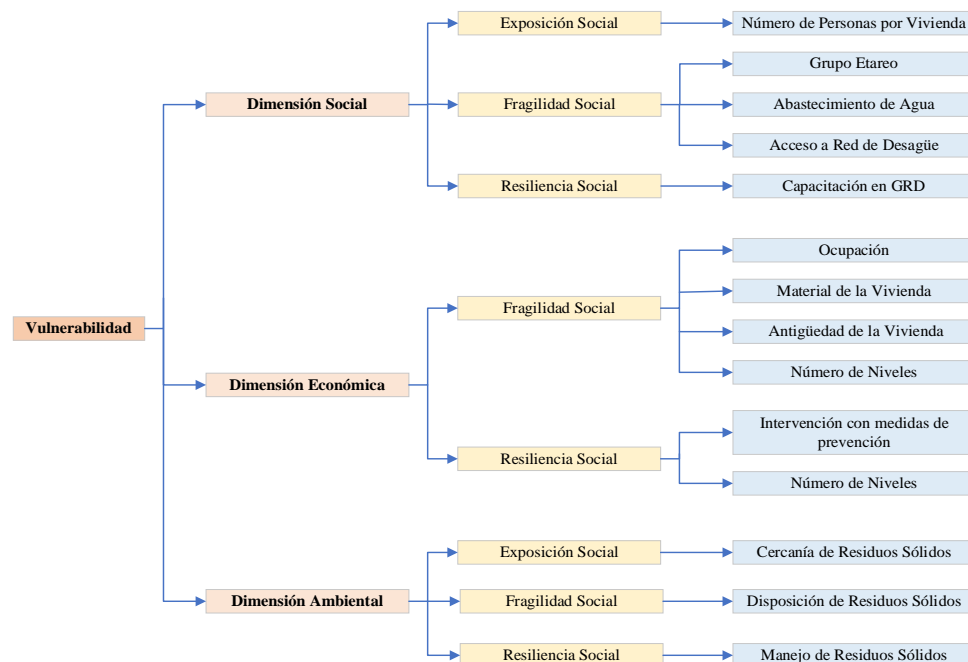 Exposición Social
Número de Personas por Vivienda
Grupo Etareo
Dimensión Social
Fragilidad Social
Abastecimiento de Agua
Acceso a Red de Desagüe
Resiliencia Social
Capacitación en GRD
Ocupación
Material de la Vivienda
Fragilidad Social
Vulnerabilidad
Antigüedad de la Vivienda
Dimensión Económica
Número de Niveles
Intervención con medidas de
prevención
Resiliencia Social
Número de Niveles
Exposición Social
Cercanía de Residuos Sólidos
Dimensión Ambiental
Fragilidad Social
Disposición de Residuos Sólidos
Resiliencia Social
Manejo de Residuos Sólidos